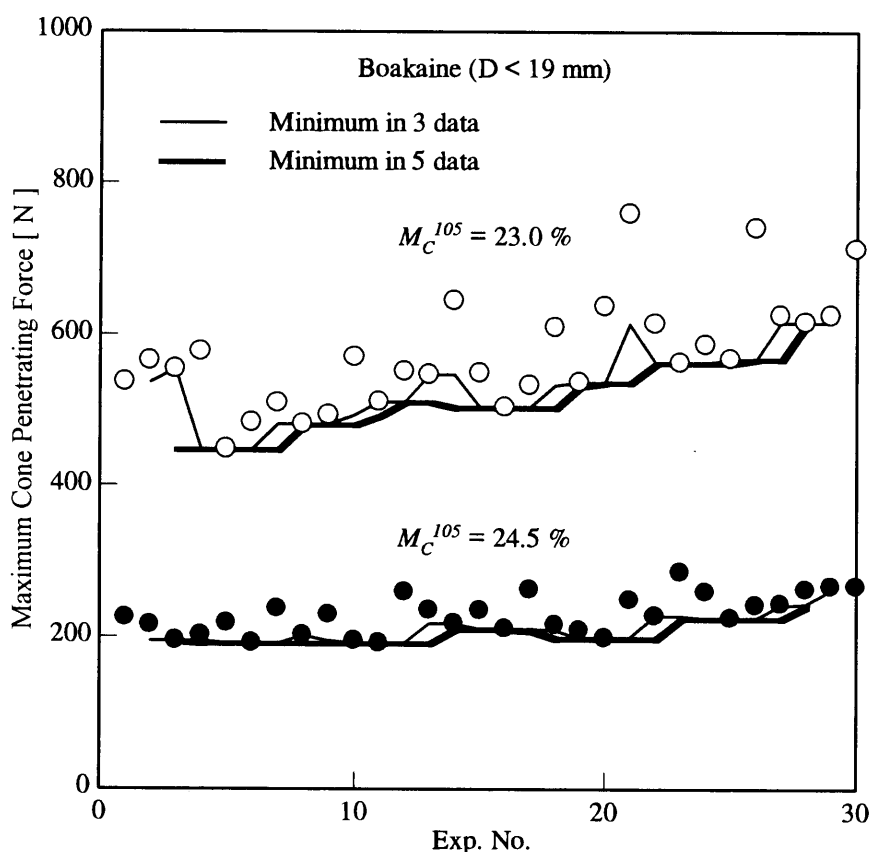 1000
800
600
400
200
0
Maximum Cone Penetrating Force [ N ]
Boakaine (D < 19 mm)
Minimum in 3 data
Minimum in 5 data
M_C^105 = 23.0 %
M_C^105 = 24.5 %
0 10 20 30
Exp. No.